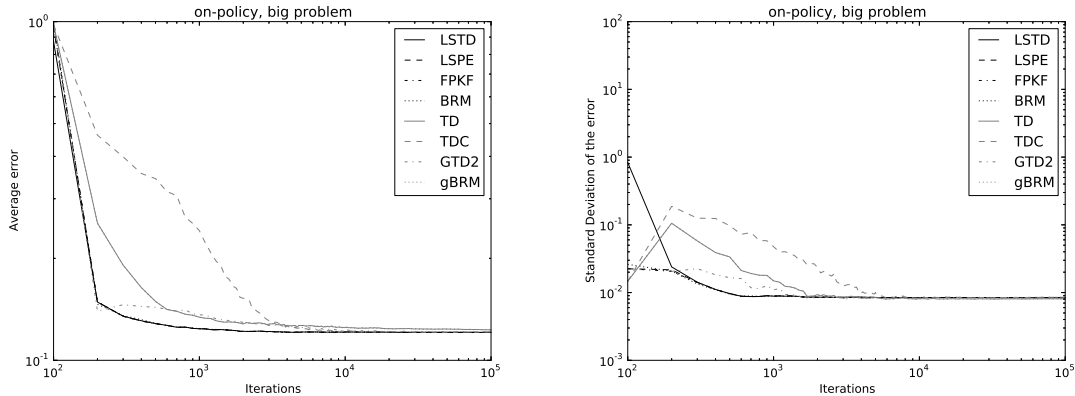 on-policy, big problem
10^0
10^-1
Average error
10^2
10^3
10^4
10^5
Iterations
LSTD
LSPE
FPKF
BRM
TD
TDC
GTD2
gBRM
on-policy, big problem
10^2
10^1
10^0
10^-1
10^-2
10^-3
Standard Deviation of the error
10^2
10^3
10^4
10^5
Iterations
LSTD
LSPE
FPKF
BRM
TD
TDC
GTD2
gBRM